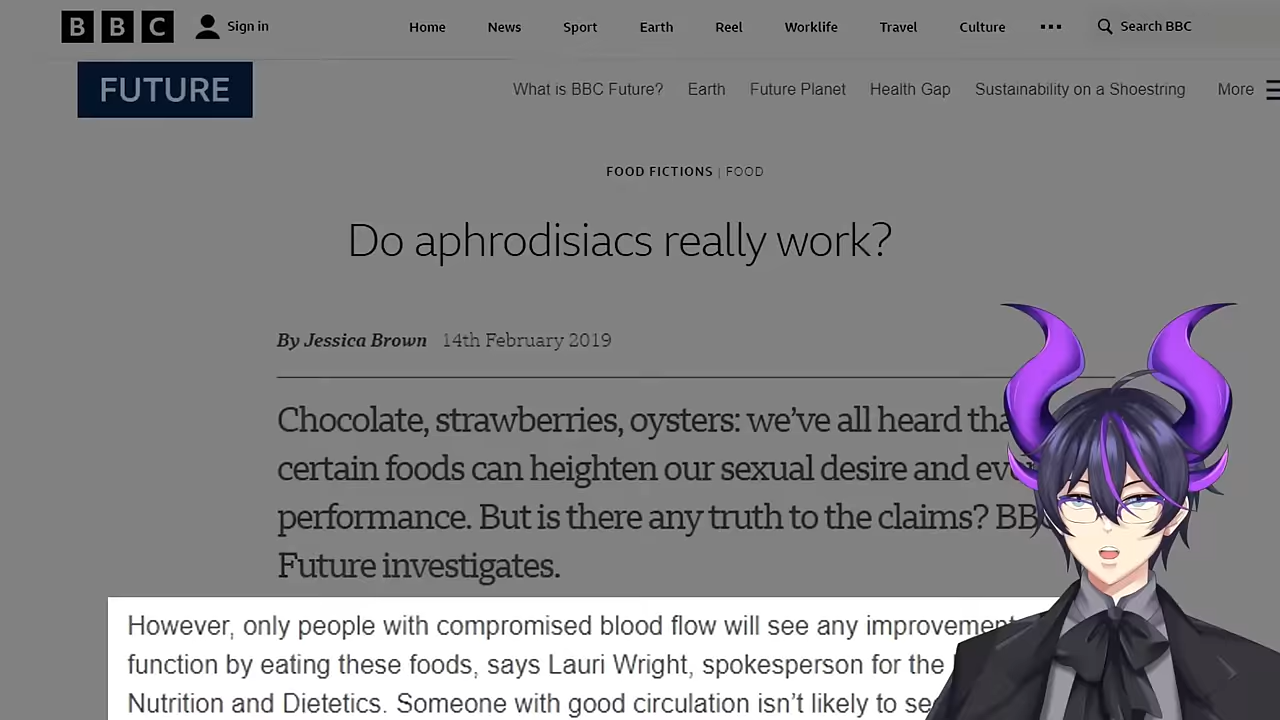 BBC
Sign in
Home
News
Sport
Earth
Reel
Worklife
Travel
Culture
Search BBC
FUTURE
What is BBC Future?
Earth
Future Planet
Health Gap
Sustainability on a Shoestring
More
FOOD FICTIONS | FOOD
Do aphrodisiacs really work?
By Jessica Brown 14th February 2019
Chocolate, strawberries, oysters: we've all heard
certain foods can heighten our sexual desire and
performance. But is there any truth to the claims?
Future investigates.
However, only people with compromised blood flow will see any improvement
function by eating these foods, says Lauri Wright, spokesperson for the
Nutrition and Dietetics. Someone with good circulation isn't likely to